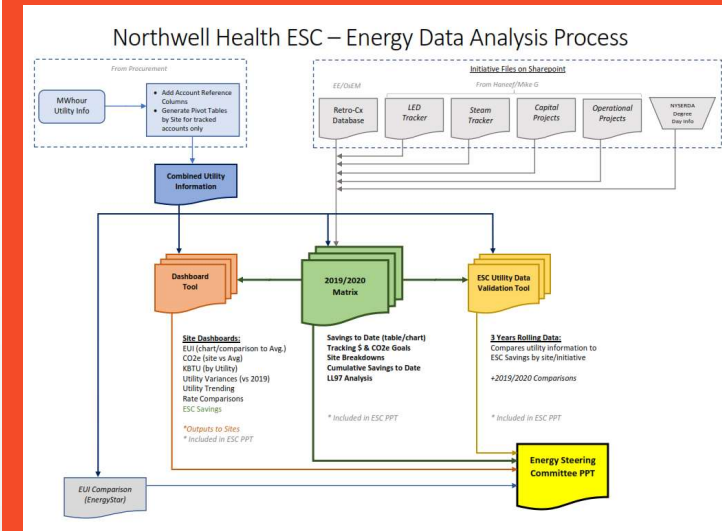 Northwell Health ESC – Energy Data Analysis Process
From Procurement
MWhour
Utility Info
• Add Account Reference
Columns
• Generate Pivot Tables
by Site for tracked
accounts only
Initiative Files on Sharepoint
EE/OsEM
From Haneef/Mike G
Retro-Cx
Database
LED
Tracker
Steam
Tracker
Capital
Projects
Operational
Projects
NYSERDA
Degree
Day Info
Combined Utility
Information
Dashboard
Tool
2019/2020
Matrix
ESC Utility Data
Validation Tool
Site Dashboards:
EUI (chart/comparison to Avg.)
CO2e (site vs Avg)
KBTU (by Utility)
Utility Variances (vs 2019)
Utility Trending
Rate Comparisons
ESC Savings
*Outputs to Sites
* Included in ESC PPT
Savings to Date (table/chart)
Tracking $ & CO2e Goals
Site Breakdowns
Cumulative Savings to Date
LL97 Analysis
* Included in ESC PPT
3 Years Rolling Data:
Compares utility information to
ESC Savings by site/initiative
+2019/2020 Comparisons
* Included in ESC PPT
Energy Steering
Committee PPT
EUI Comparison
(EnergyStar)